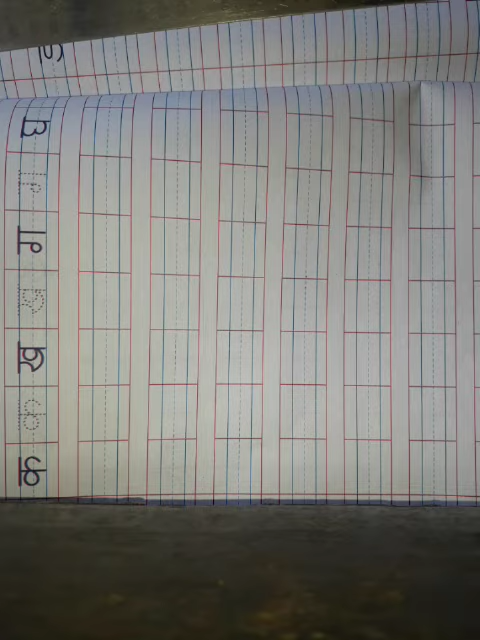 क क ख ख ग ग घ